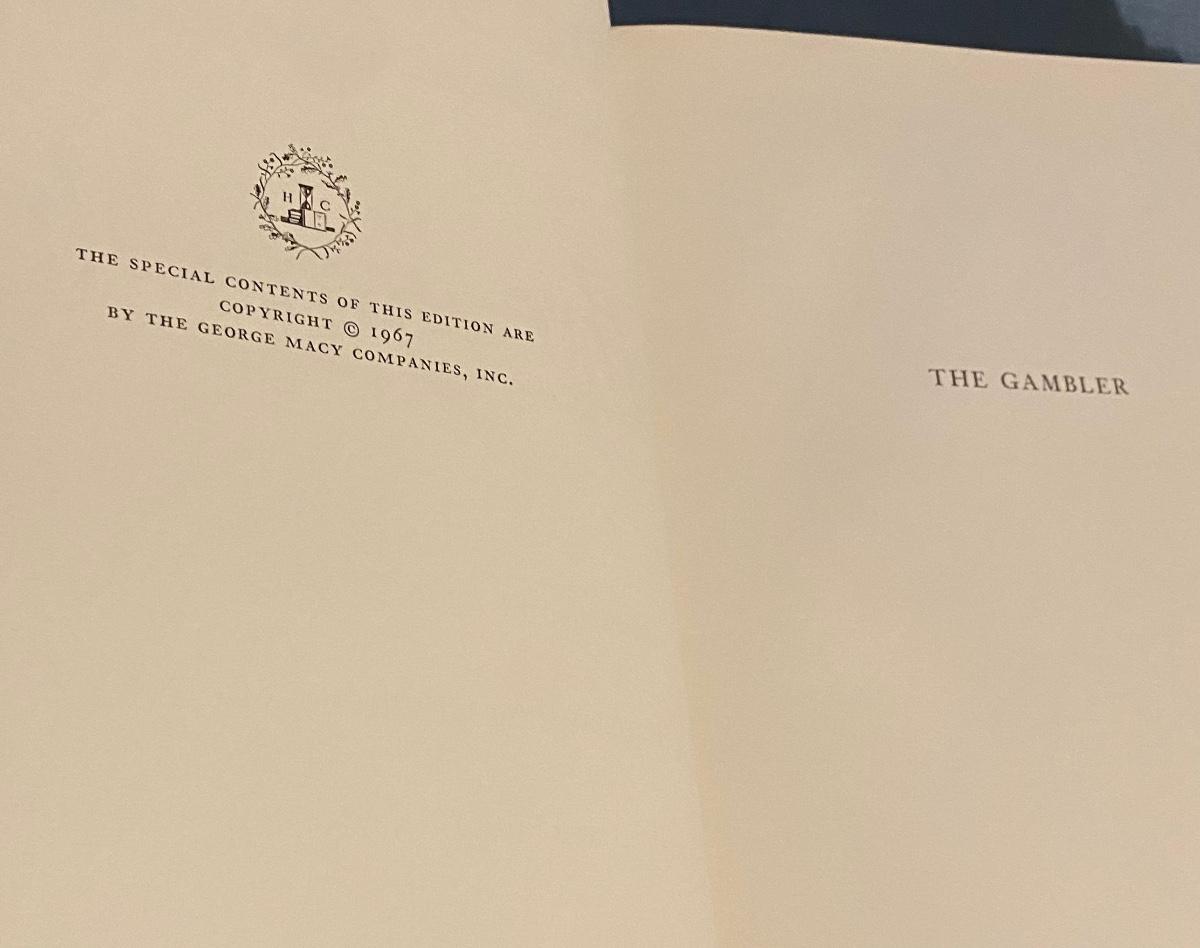 H C
THE SPECIAL CONTENTS OF THIS EDITION ARE
COPYRIGHT © 1967
BY THE GEORGE MACY COMPANIES, INC.
THE GAMBLER